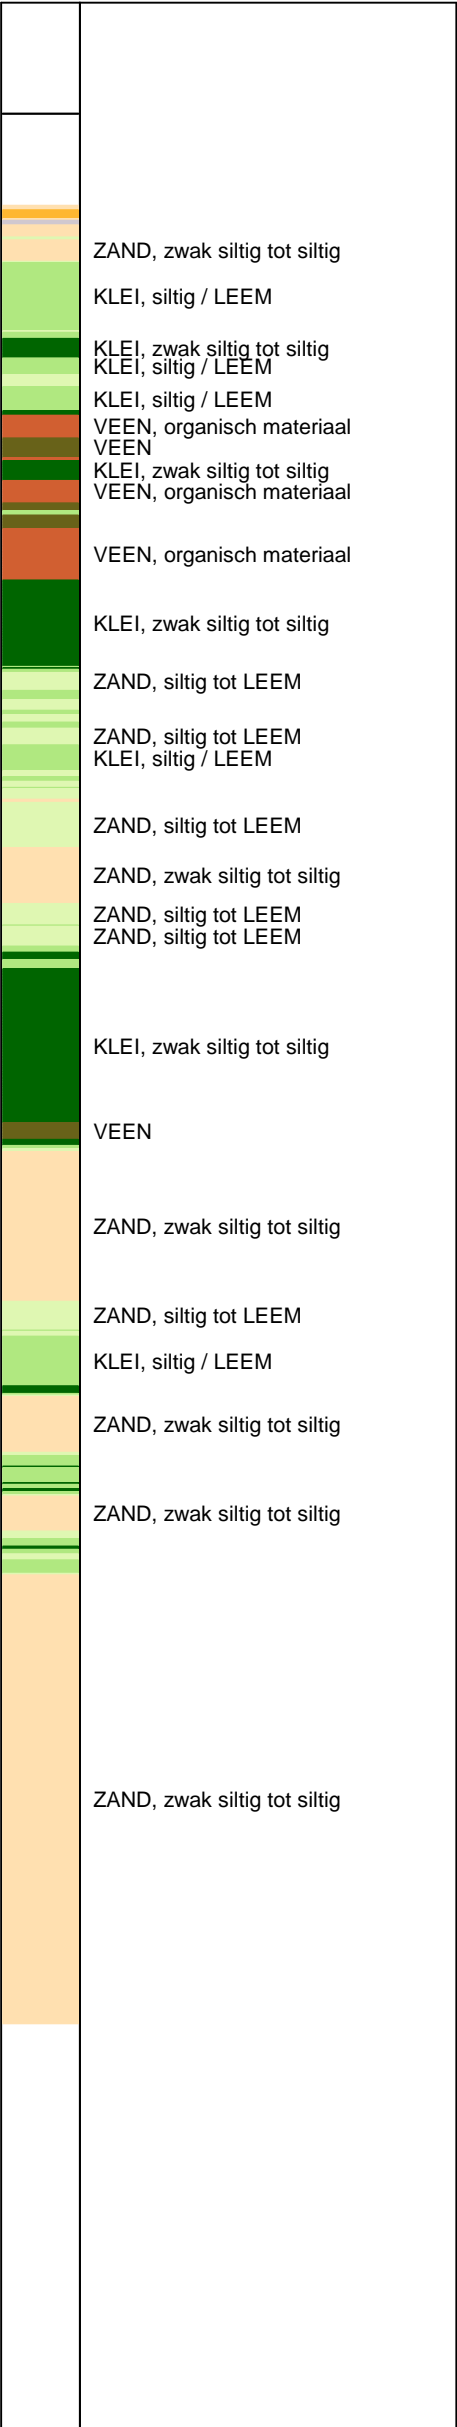 ZAND, zwak siltig tot siltig
KLEI, siltig / LEEM
KLEI, zwak siltig tot siltig
KLEI, siltig / LEEM
KLEI, siltig / LEEM
VEEN, organisch materiaal
VEEN
KLEI, zwak siltig tot siltig
VEEN, organisch materiaal
VEEN, organisch materiaal
KLEI, zwak siltig tot siltig
ZAND, siltig tot LEEM
ZAND, siltig tot LEEM
KLEI, siltig / LEEM
ZAND, siltig tot LEEM
ZAND, zwak siltig tot siltig
ZAND, siltig tot LEEM
ZAND, siltig tot LEEM
KLEI, zwak siltig tot siltig
VEEN
ZAND, zwak siltig tot siltig
ZAND, siltig tot LEEM
KLEI, siltig / LEEM
ZAND, zwak siltig tot siltig
ZAND, zwak siltig tot siltig
ZAND, zwak siltig tot siltig